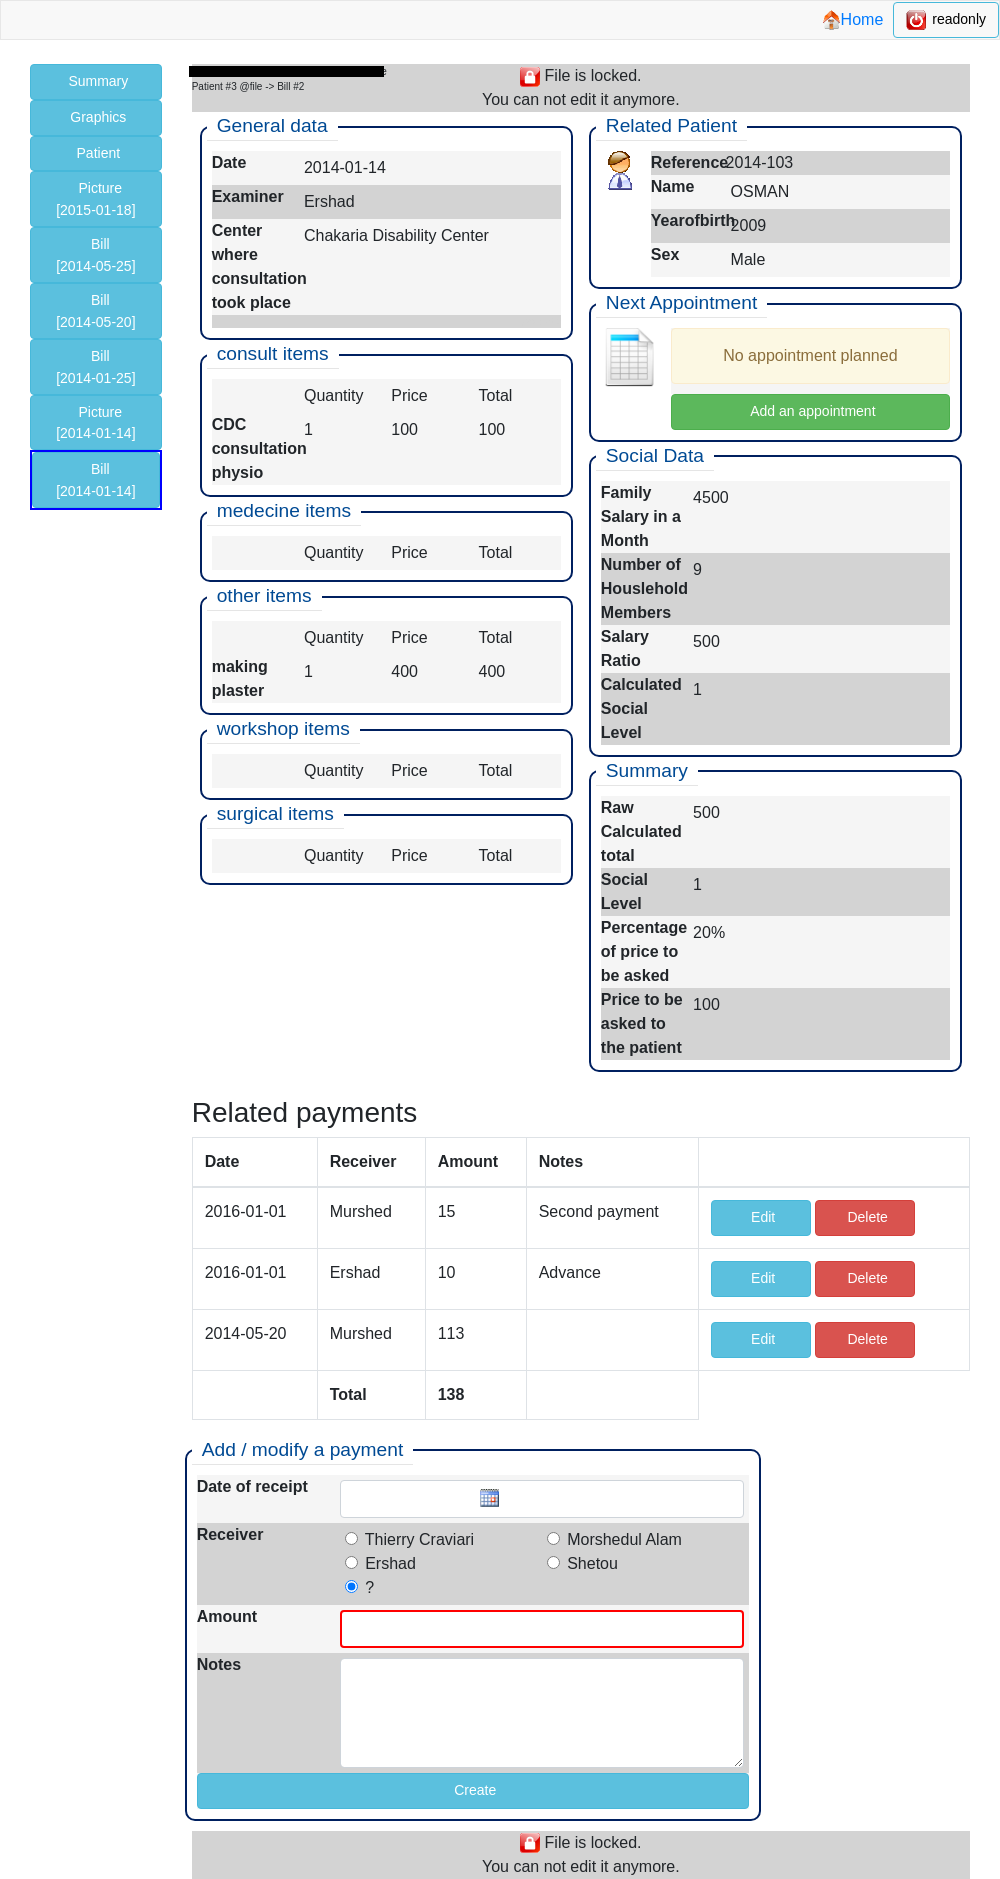 Home readonly
Summary
Graphics
Patient
Picture
[2015-01-18]
Bill
[2014-05-25]
Bill
[2014-05-20]
Bill
[2014-01-25]
Picture
[2014-01-14]
Bill
[2014-01-14]
Patient #3 @file -> Bill #2
File is locked.
You can not edit it anymore.
General data
Date 2014-01-14
Examiner Ershad
Center Chakaria Disability Center
where
consultation
took place
consult items
Quantity Price Total
CDC 1 100 100
consultation
physio
medecine items
Quantity Price Total
other items
Quantity Price Total
making 1 400 400
plaster
workshop items
Quantity Price Total
surgical items
Quantity Price Total
Related Patient
Reference 2014-103
Name OSMAN
Yearofbirth 2009
Sex Male
Next Appointment
No appointment planned
Add an appointment
Social Data
Family 4500
Salary in a
Month
Number of 9
Houslehold
Members
Salary 500
Ratio
Calculated 1
Social
Level
Summary
Raw 500
Calculated
total
Social 1
Level
Percentage 20%
of price to
be asked
Price to be 100
asked to
the patient
Related payments
Date Receiver Amount Notes
2016-01-01 Murshed 15 Second payment Edit Delete
2016-01-01 Ershad 10 Advance Edit Delete
2014-05-20 Murshed 113 Edit Delete
Total 138
Add / modify a payment
Date of receipt
Receiver Thierry Craviari Morshedul Alam
Ershad Shetou
?
Amount
Notes
Create
File is locked.
You can not edit it anymore.